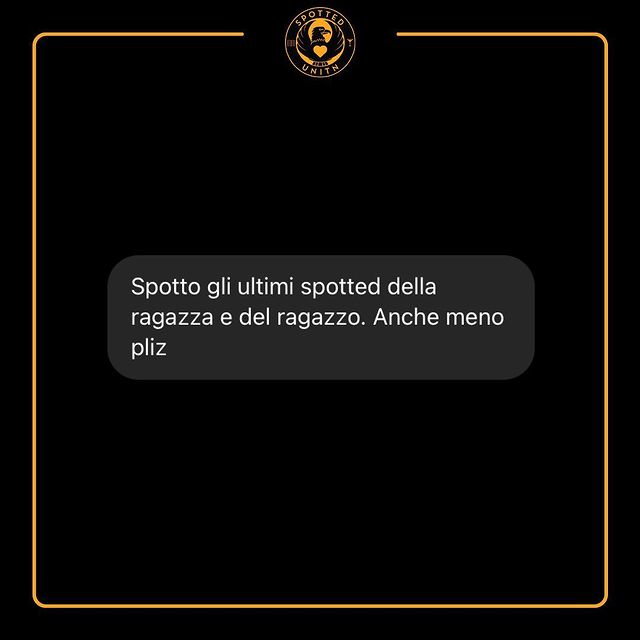 SPOTTED
UNITN
Spotto gli ultimi spotted della
ragazza e del ragazzo. Anche meno
pliz